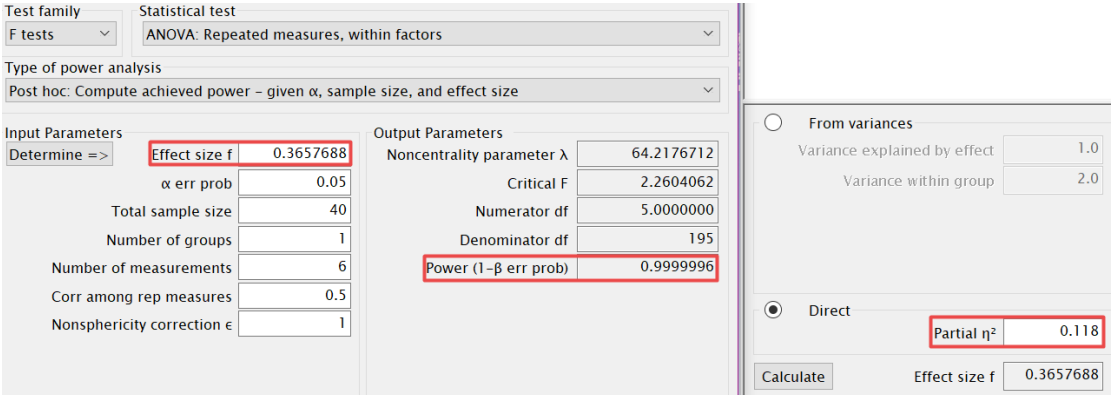 Test family
Statistical test
F tests
ANOVA: Repeated measures, within factors
Type of power analysis
Post hoc: Compute achieved power – given α, sample size, and effect size
Input Parameters
Determine =>
Effect size f
0.3657688
α err prob
0.05
Total sample size
40
Number of groups
1
Number of measurements
6
Corr among rep measures
0.5
Nonsphericity correction ϵ
1
Output Parameters
Noncentrality parameter λ
64.2176712
Critical F
2.2604062
Numerator df
5.0000000
Denominator df
195
Power (1–β err prob)
0.9999996
From variances
Variance explained by effect
1.0
Variance within group
2.0
Direct
Partial η²
0.118
Calculate
Effect size f
0.3657688